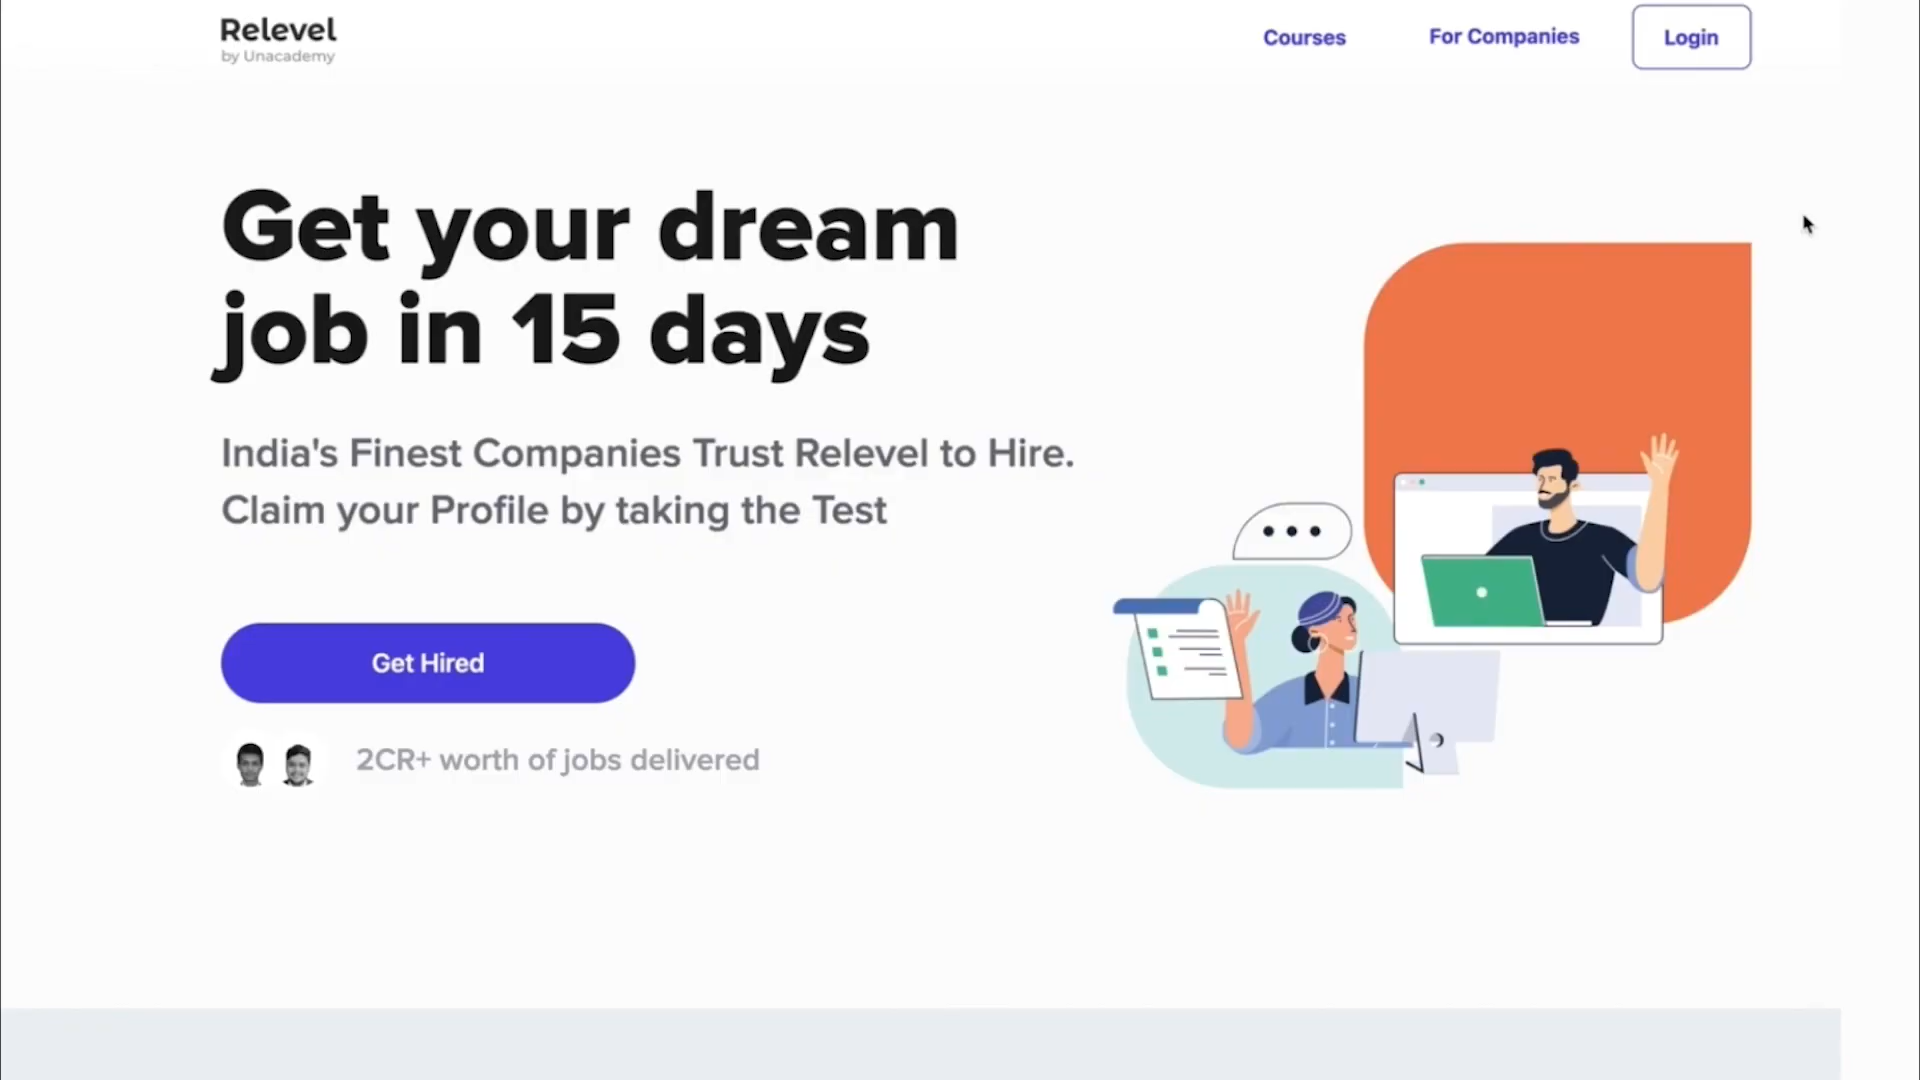 Relevel
by Unacademy
Courses
For Companies
Login
Get your dream
job in 15 days
India's Finest Companies Trust Relevel to Hire.
Claim your Profile by taking the Test
Get Hired
2CR+ worth of jobs delivered